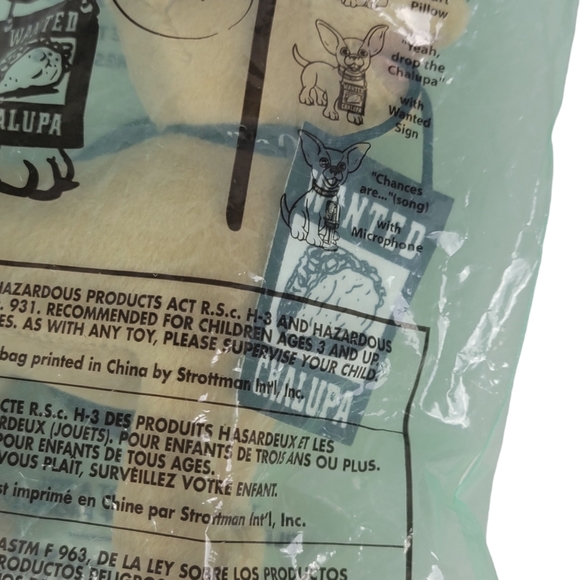 Pillow
"Yeah,
drop the
Chalupa"
with
Wanted
Sign
WANTED
CHALUPA
WANTED
CHALUPA
"Chances
are..."(song)
with
Microphone
WANTED
CHALUPA
HAZARDOUS PRODUCTS ACT R.S.c. H-3 AND HAZARDOUS
931. RECOMMENDED FOR CHILDREN AGES 3 AND UP
ES. AS WITH ANY TOY, PLEASE SUPERVISE YOUR CHILD.
bag printed in China by Strottman Int'l, Inc.
CTE R.S.c. H-3 DES PRODUITS HASARDEUX ET LES
RDEUX (JOUETS). POUR ENFANTS DE TROIS ANS OU PLUS.
POUR ENFANTS DE TOUS AGES.
VOUS PLAIT, SURVEILLEZ VOTRE ENFANT.
st imprimé en Chine par Strottman Int'l, Inc.
ASTM F 963, DE LA LEY SOBRE LOS PRODUCTOS